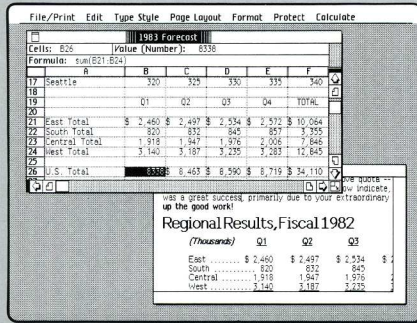 File/Print Edit Type Style Page Layout Format Protect Calculate
1983 Forecast
Cells: B26 Value (Number): 8338
Formula: sum(B21:B24)
A B C D E F
17 Seattle 320 325 330 335 340
18
19 Q1 Q2 Q3 Q4 TOTAL
20
21 East Total $ 2,460 $ 2,497 $ 2,534 $ 2,572 $ 10,064
22 South Total 820 832 845 857 3,355
23 Central Total 1,918 1,947 1,976 2,006 7,846
24 West Total 3,140 3,187 3,235 3,283 12,845
25
26 U.S. Total 8338 $ 8,463 $ 8,590 $ 8,719 $ 34,110
ove quota --
ow indicate,
was a great success, primarily due to your extraordinary
up the good work!
Regional Results, Fiscal 1982
(Thousands) Q1 Q2 Q3
East ........ $ 2,460 $ 2,497 $ 2,534 $ 2
South ........ 820 832 845
Central ........ 1,918 1,947 1,976
West ........ 3,140 3,187 3,235